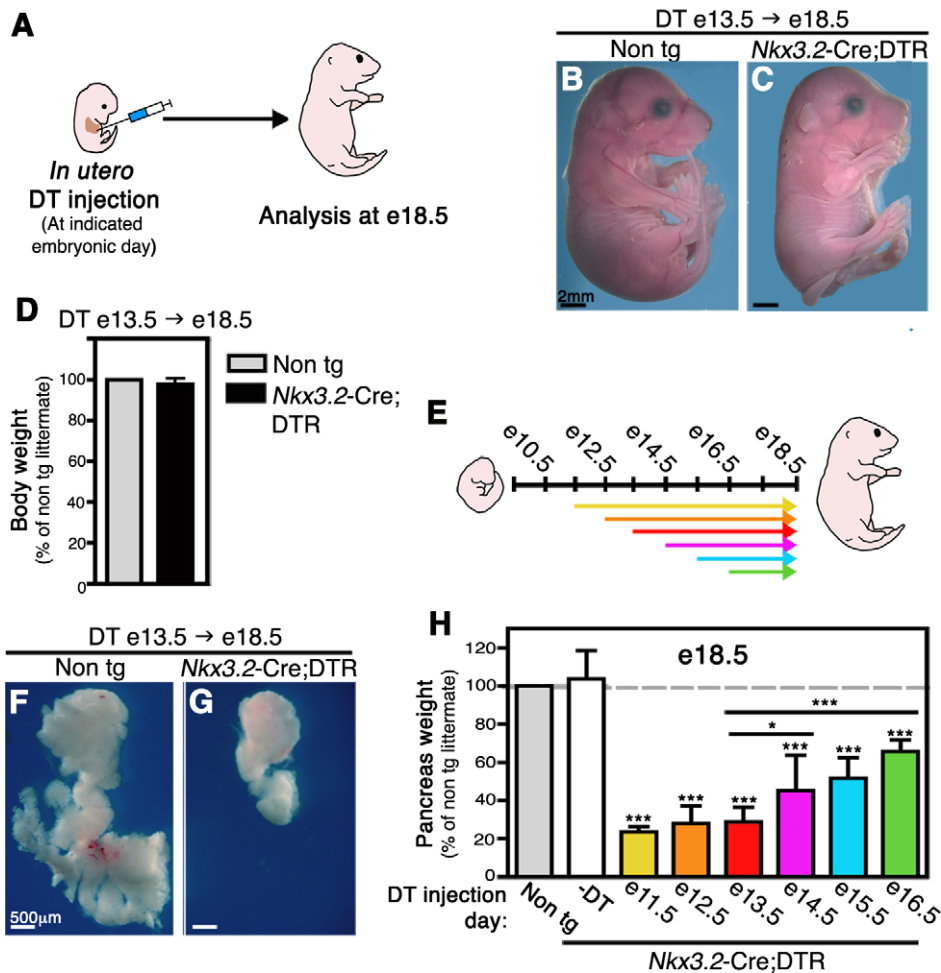 A
In utero
DT injection
(At indicated
embryonic day)
Analysis at e18.5
DT e13.5 → e18.5
Non tg
Nkx3.2-Cre;DTR
B
C
2mm
D
DT e13.5 → e18.5
Body weight
(% of non tg littermate)
100
80
60
40
20
0
Non tg
Nkx3.2-Cre;
DTR
E
e10.5
e12.5
e14.5
e16.5
e18.5
DT e13.5 → e18.5
Non tg
Nkx3.2-Cre;DTR
F
G
500μm
H
e18.5
Pancreas weight
(% of non tg littermate)
120
100
80
60
40
20
0
***
*
***
***
***
***
***
***
DT injection
day:
Non tg
-DT
e11.5
e12.5
e13.5
e14.5
e15.5
e16.5
Nkx3.2-Cre;DTR